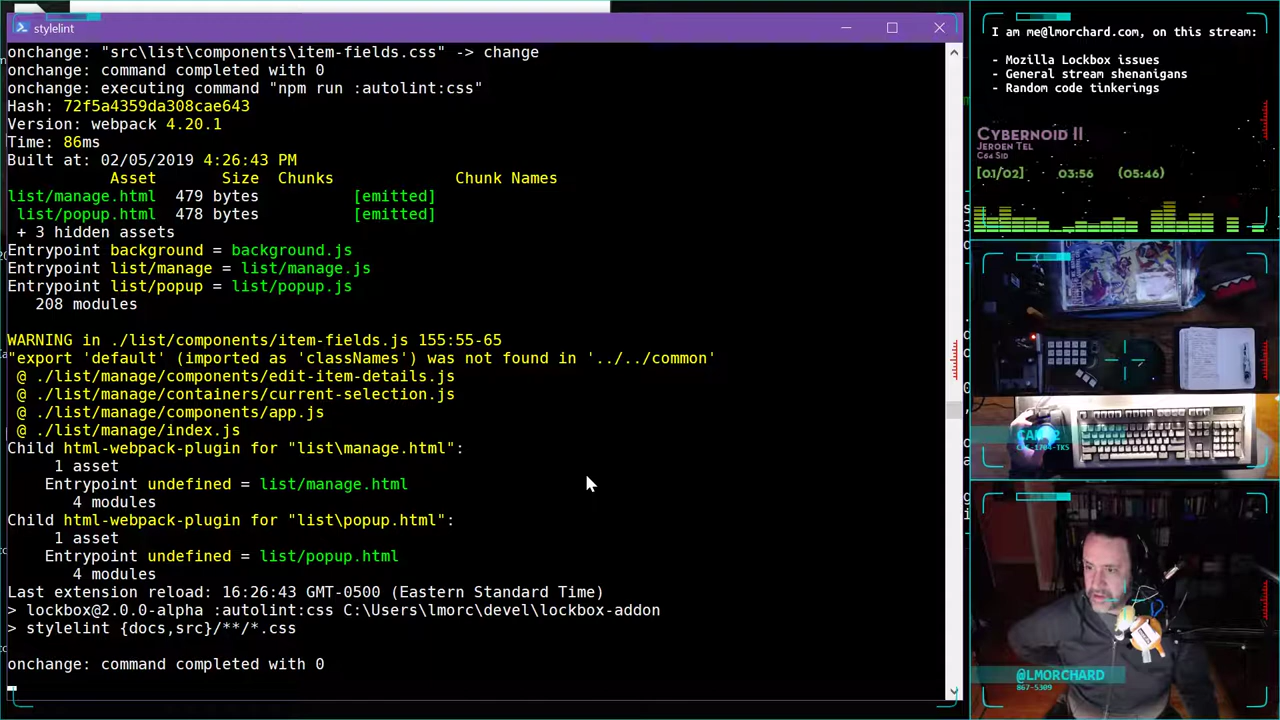 stylelint
onchange: "src\list\components\item-fields.css" -> change
onchange: command completed with 0
onchange: executing command "npm run :autolint:css"
Hash: 72f5a4359da308cae643
Version: webpack 4.20.1
Time: 86ms
Built at: 02/05/2019 4:26:43 PM
Asset Size Chunks Chunk Names
list/manage.html 479 bytes [emitted]
list/popup.html 478 bytes [emitted]
+ 3 hidden assets
Entrypoint background = background.js
Entrypoint list/manage = list/manage.js
Entrypoint list/popup = list/popup.js
208 modules
WARNING in ./list/components/item-fields.js 155:55-65
"export 'default' (imported as 'classNames') was not found in '../../common'
@ ./list/manage/components/edit-item-details.js
@ ./list/manage/containers/current-selection.js
@ ./list/manage/components/app.js
@ ./list/manage/index.js
Child html-webpack-plugin for "list\manage.html":
1 asset
Entrypoint undefined = list/manage.html
4 modules
Child html-webpack-plugin for "list\popup.html":
1 asset
Entrypoint undefined = list/popup.html
4 modules
Last extension reload: 16:26:43 GMT-0500 (Eastern Standard Time)
> lockbox@2.0.0-alpha :autolint:css C:\Users\lmorc\devel\lockbox-addon
> stylelint {docs,src}/**/*.css
onchange: command completed with 0
I am me@lmorchard.com, on this stream:
- Mozilla Lockbox issues
- General stream shenanigans
- Random code tinkerings
Cybernoid II
Jeroen Tel
C64 Sid
[01/02] 03:56 (05:46)
@LMORCHARD
867-5309